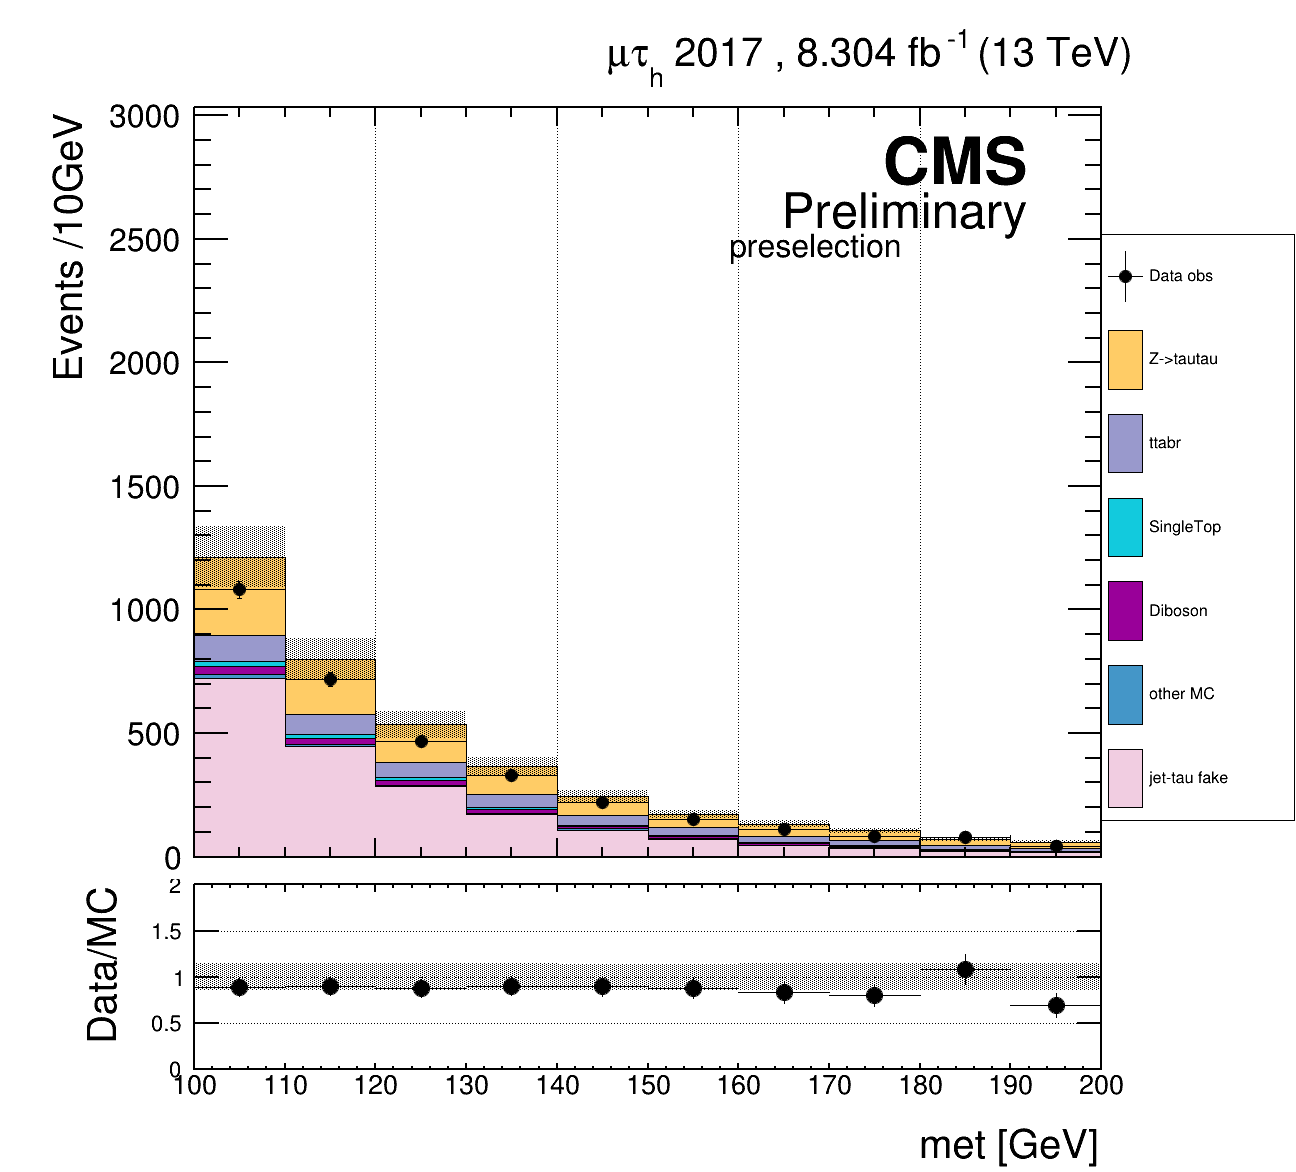 μτh 2017 , 8.304 fb-1 (13 TeV)
Events /10GeV
3000
2500
2000
1500
1000
500
0
CMS
Preliminary
preselection
Data obs
Z->tautau
ttabr
SingleTop
Diboson
other MC
jet-tau fake
Data/MC
2
1.5
1
0.5
0
100 110 120 130 140 150 160 170 180 190 200
met [GeV]